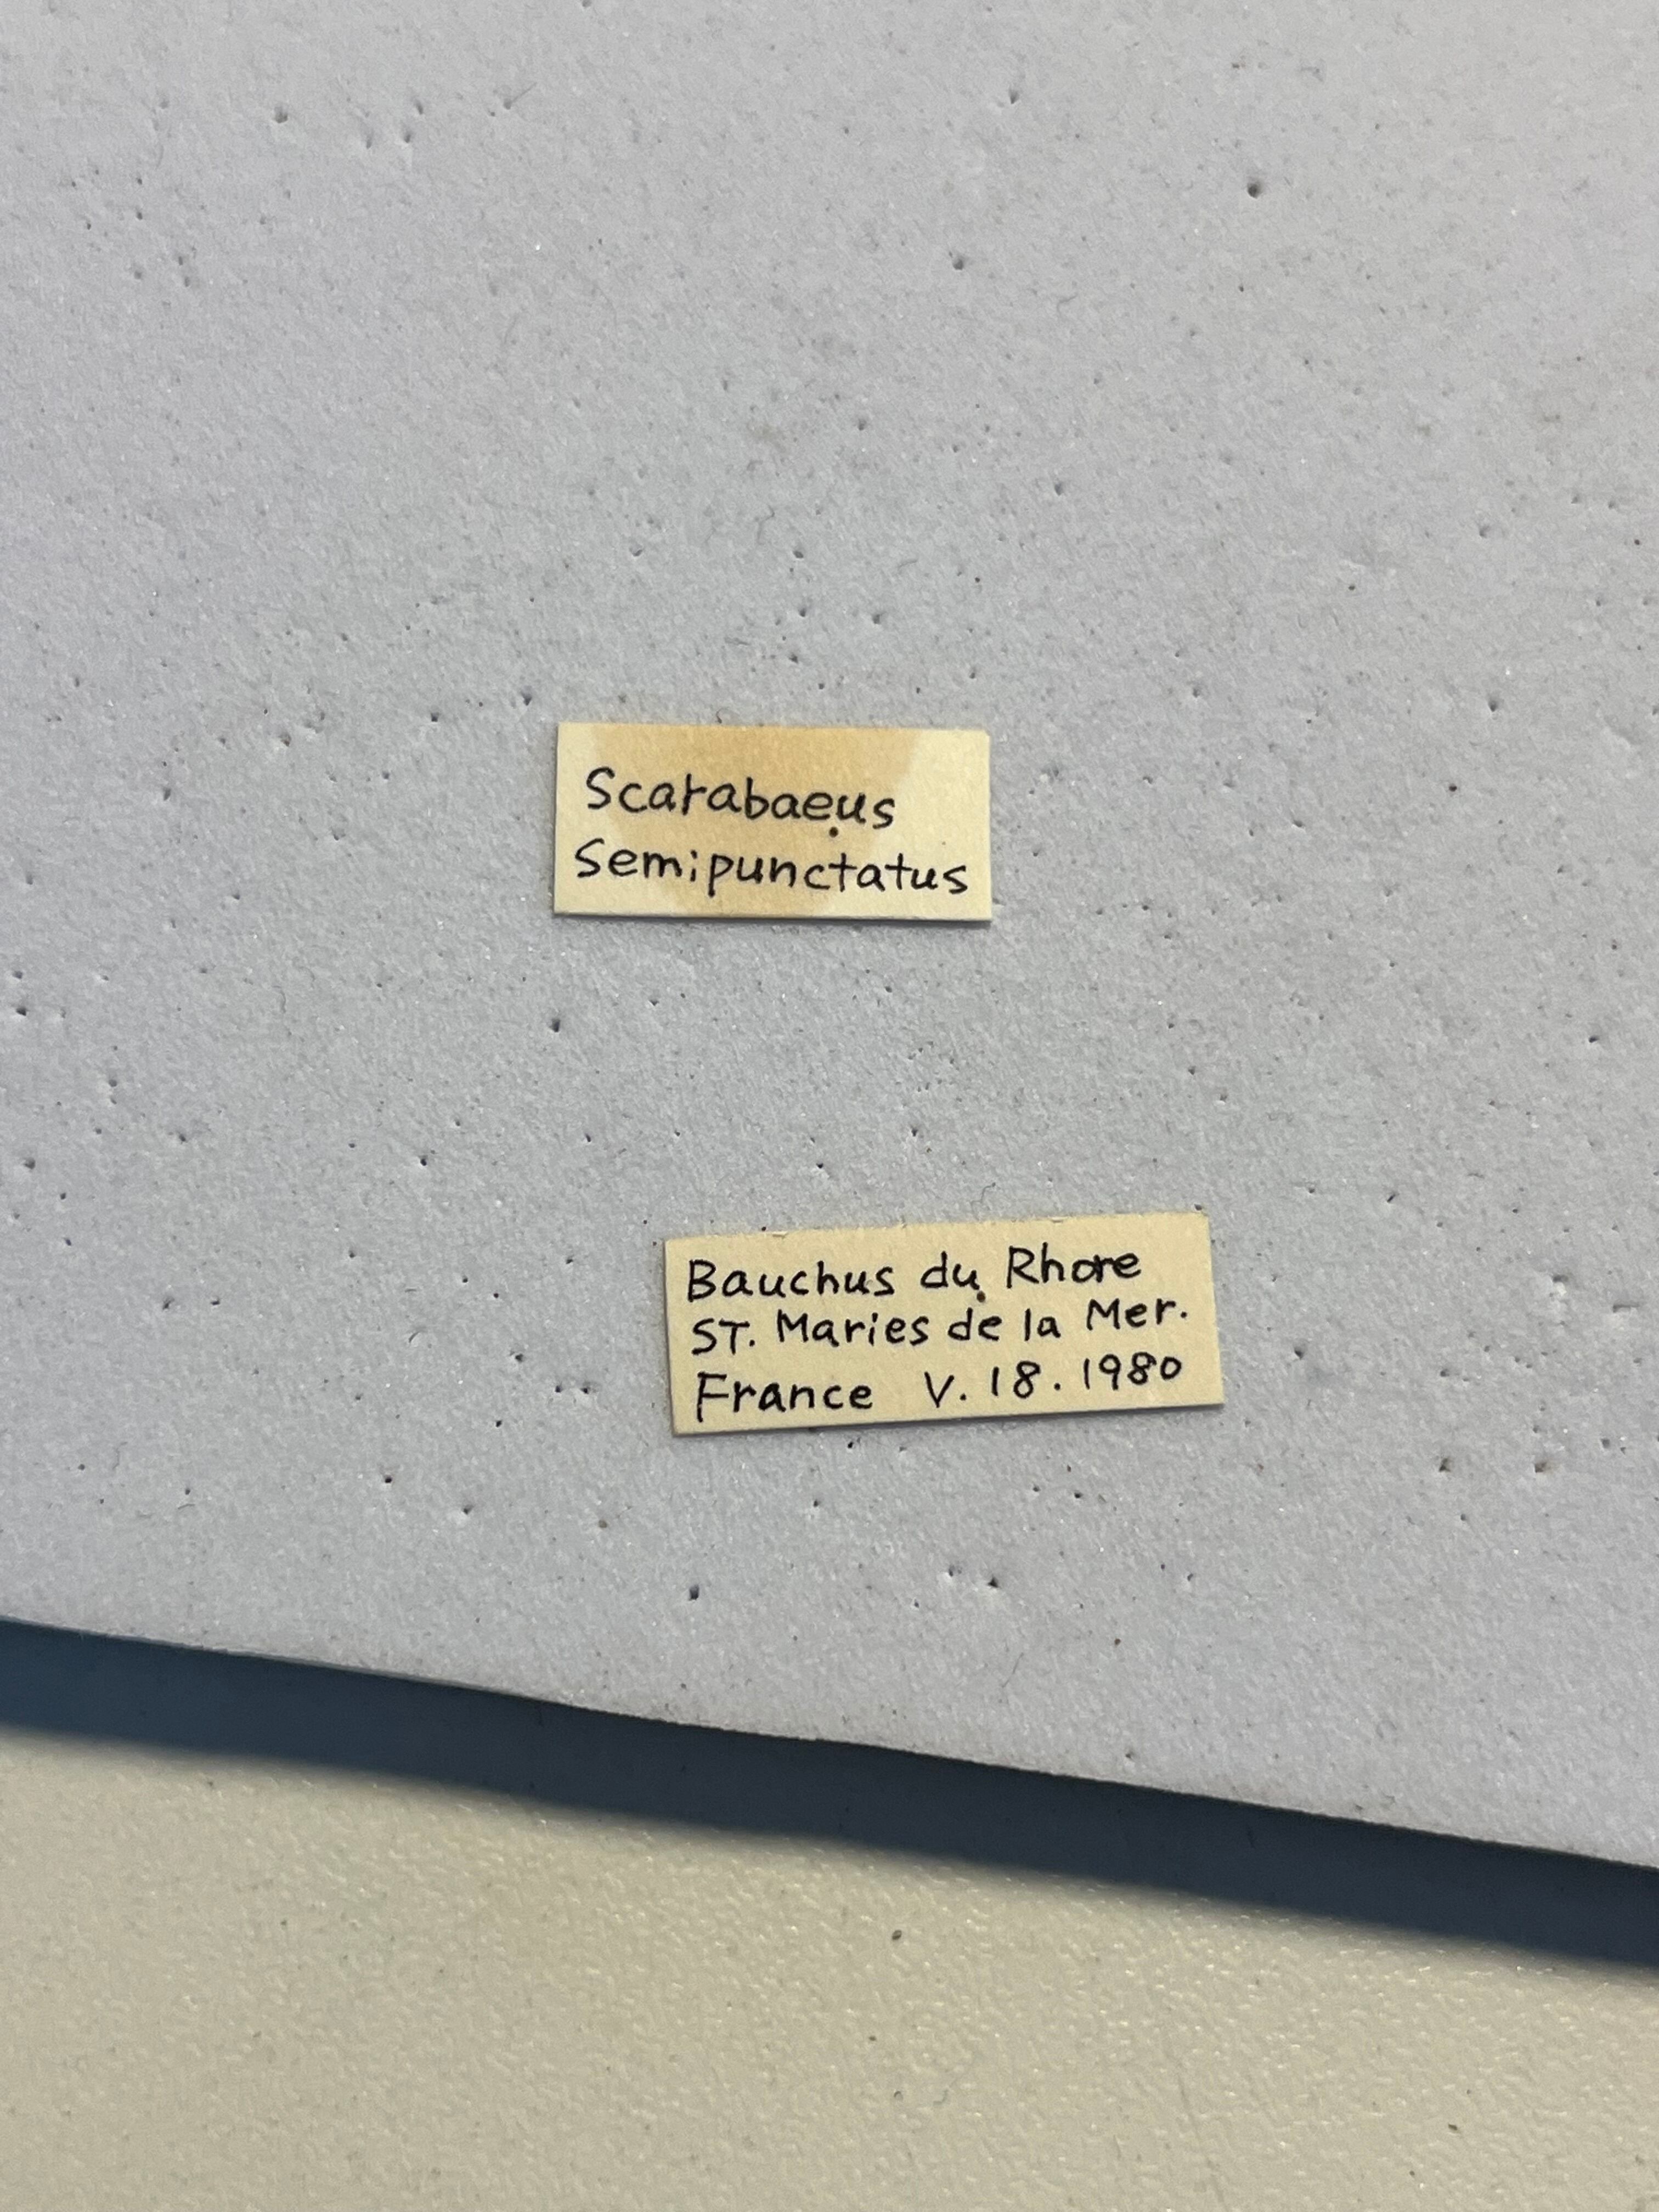 Scarabaeus
Semipunctatus
Bauchus du Rhore
ST. Maries de la Mer.
France V. 18. 1980